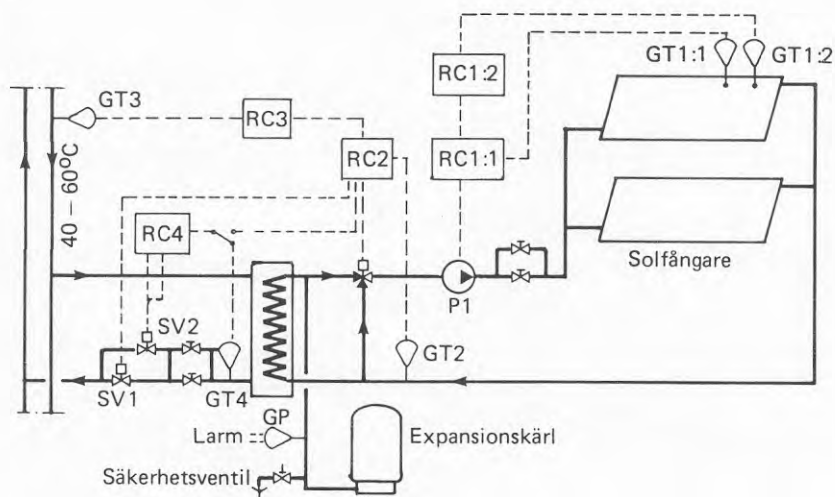 GT1:1
GT1:2
RC1:2
GT3
RC3
RC2
RC1:1
40 – 60°C
RC4
Solfångare
P1
SV2
GT2
SV1
GT4
GP
Larm
Expansionskärl
Säkerhetsventil